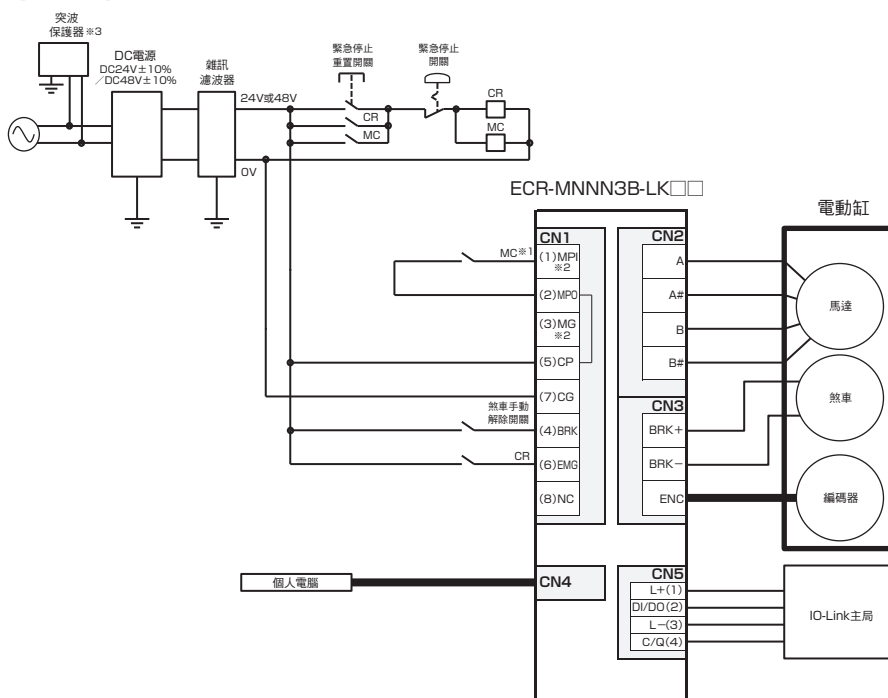 突波
保護器※3
DC電源
DC24V±10%
／DC48V±10%
雜訊
濾波器
24V或48V
0V
緊急停止
重置開關
CR
MC
緊急停止
開關
CR
MC
ECR-MNNN3B-LK□□
電動缸
CN1
MC※1
(1)MPI
※2
(2)MPO
(3)MG
※2
(5)CP
(7)CG
煞車手動
解除開關
(4)BRK
CR
(6)EMG
(8)NC
CN2
A
A#
B
B#
CN3
BRK+
BRK−
ENC
馬達
煞車
編碼器
個人電腦
CN4
CN5
L+(1)
DI/DO(2)
L−(3)
C/Q(4)
IO-Link主局